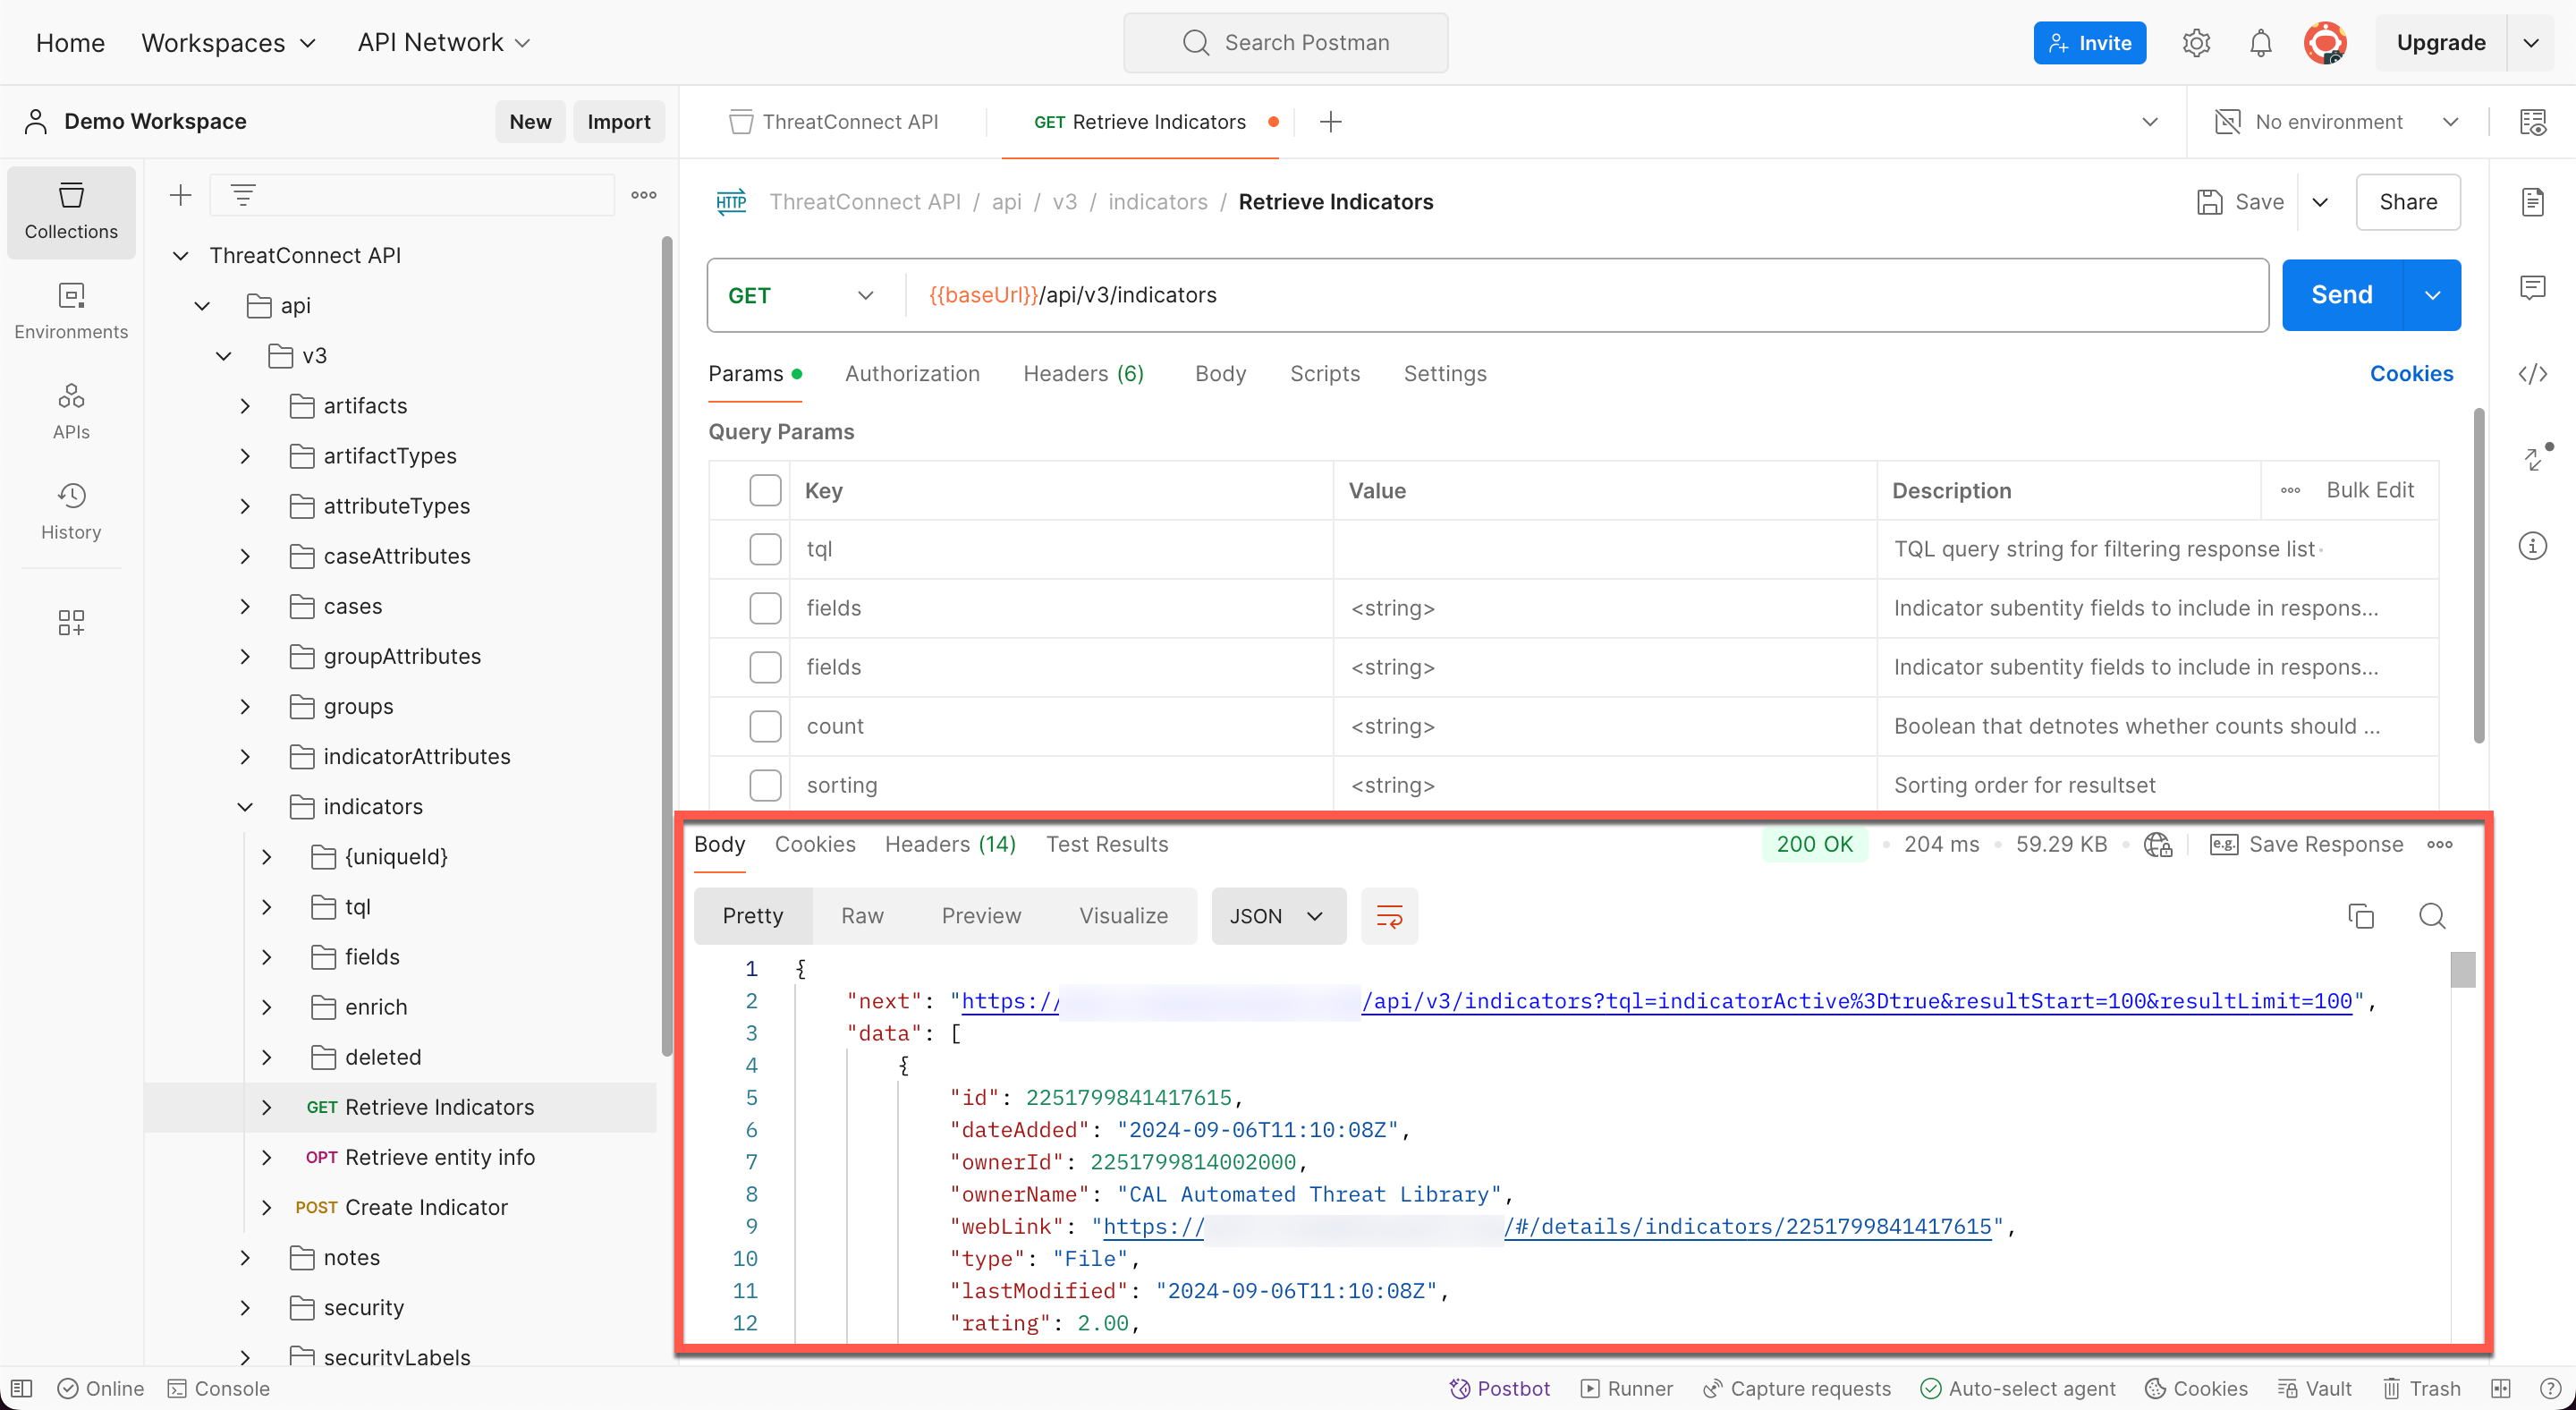 Home Workspaces API Network Search Postman Invite Upgrade
Demo Workspace New Import ThreatConnect API GET Retrieve Indicators No environment
Collections
Environments
APIs
History
ThreatConnect API
api
v3
artifacts
artifactTypes
attributeTypes
caseAttributes
cases
groupAttributes
groups
indicatorAttributes
indicators
{uniqueId}
tql
fields
enrich
deleted
GET Retrieve Indicators
OPT Retrieve entity info
POST Create Indicator
notes
security
securityLabels
HTTP ThreatConnect API / api / v3 / indicators / Retrieve Indicators Save Share
GET {{baseUrl}}/api/v3/indicators Send
Params Authorization Headers (6) Body Scripts Settings Cookies
Query Params
Key Value Description Bulk Edit
tql TQL query string for filtering response list
fields <string> Indicator subentity fields to include in respons...
fields <string> Indicator subentity fields to include in respons...
count <string> Boolean that detnotes whether counts should ...
sorting <string> Sorting order for resultset
Body Cookies Headers (14) Test Results 200 OK • 204 ms • 59.29 KB • e.g. Save Response
Pretty Raw Preview Visualize JSON
1 {
2 "next": "https:// /api/v3/indicators?tql=indicatorActive%3Dtrue&resultStart=100&resultLimit=100",
3 "data": [
4 {
5 "id": 2251799841417615,
6 "dateAdded": "2024-09-06T11:10:08Z",
7 "ownerId": 2251799814002000,
8 "ownerName": "CAL Automated Threat Library",
9 "webLink": "https:// /#/details/indicators/2251799841417615",
10 "type": "File",
11 "lastModified": "2024-09-06T11:10:08Z",
12 "rating": 2.00,
Online Console Postbot Runner Capture requests Auto-select agent Cookies Vault Trash